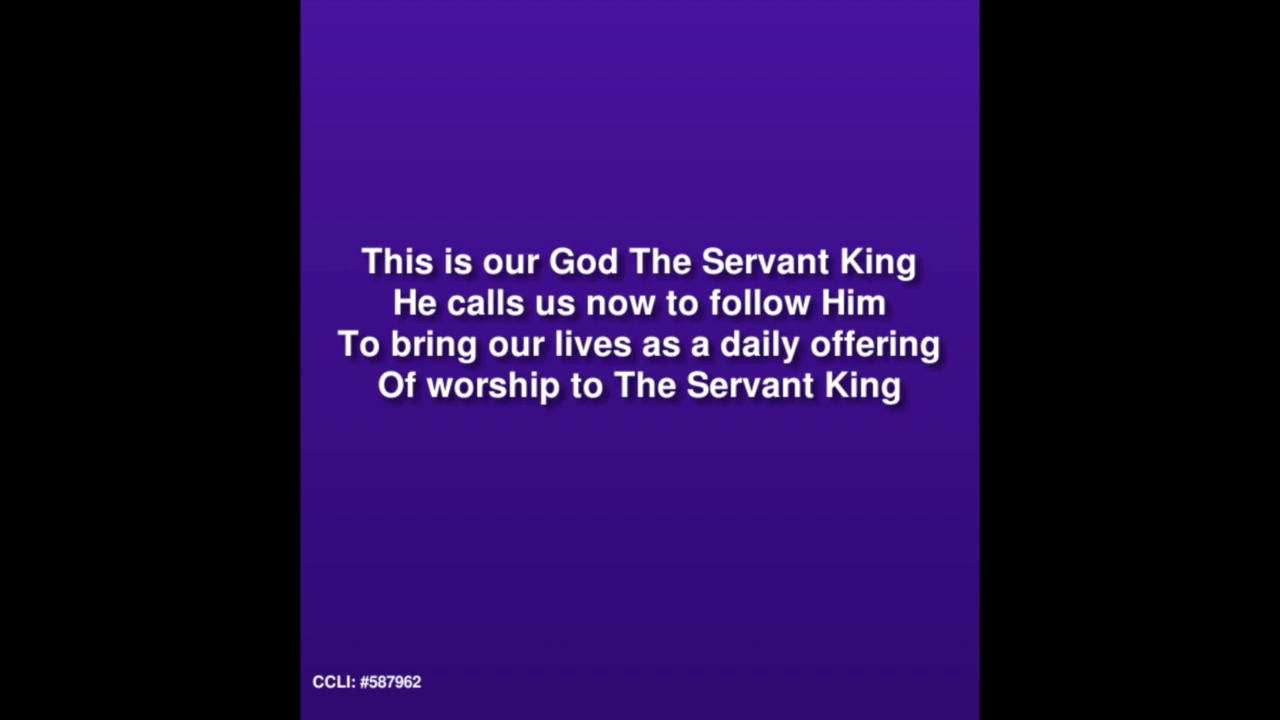 This is our God The Servant King
He calls us now to follow Him
To bring our lives as a daily offering
Of worship to The Servant King
CCLI: #587962